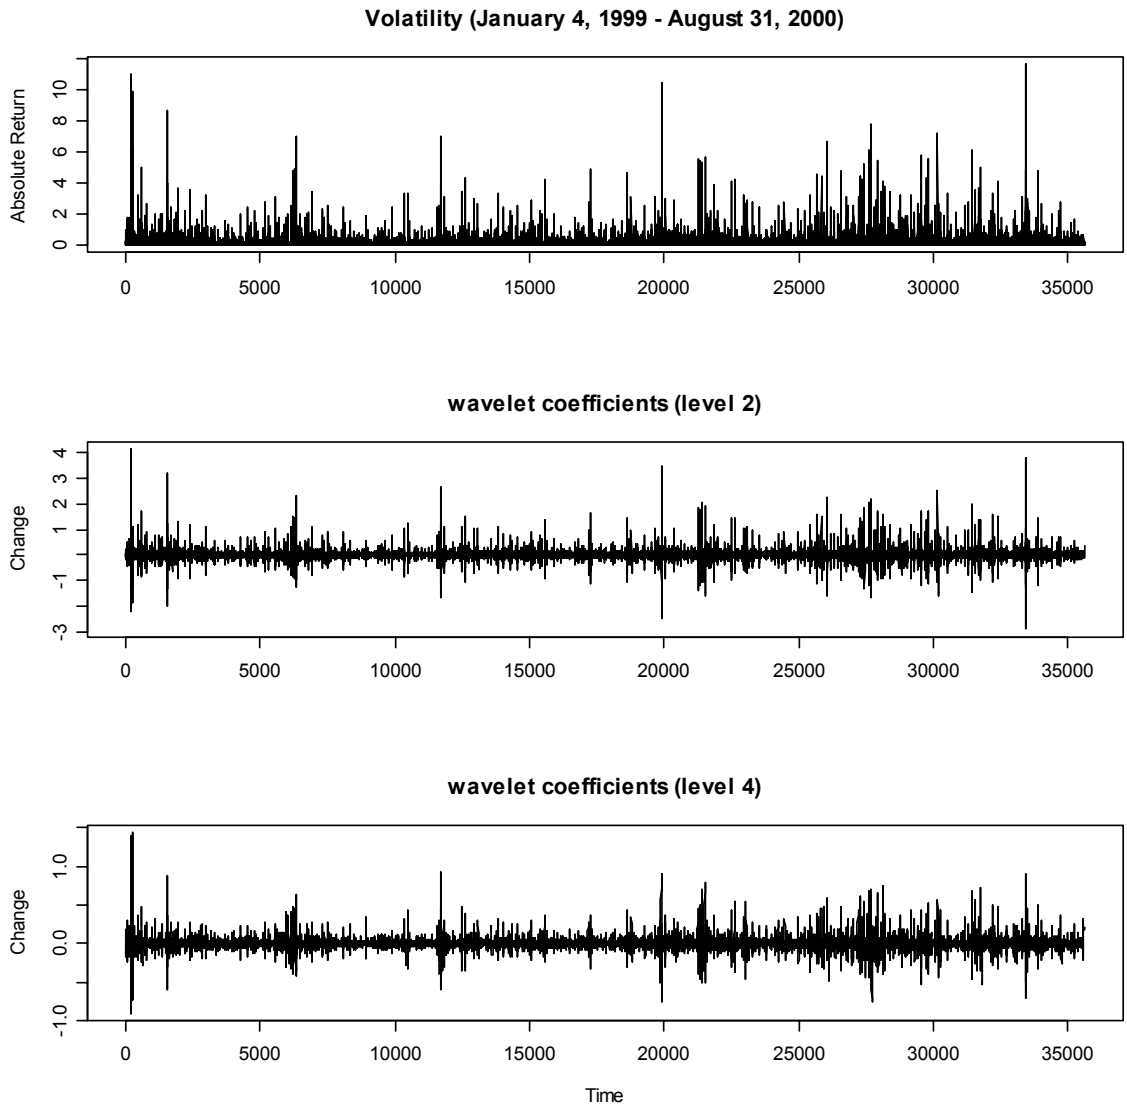 Volatility (January 4, 1999 - August 31, 2000)
Absolute Return
10
8
6
4
2
0
0 5000 10000 15000 20000 25000 30000 35000
wavelet coefficients (level 2)
Change
4
3
2
1
-1
-3
0 5000 10000 15000 20000 25000 30000 35000
wavelet coefficients (level 4)
Change
1.0
0.0
-1.0
0 5000 10000 15000 20000 25000 30000 35000
Time